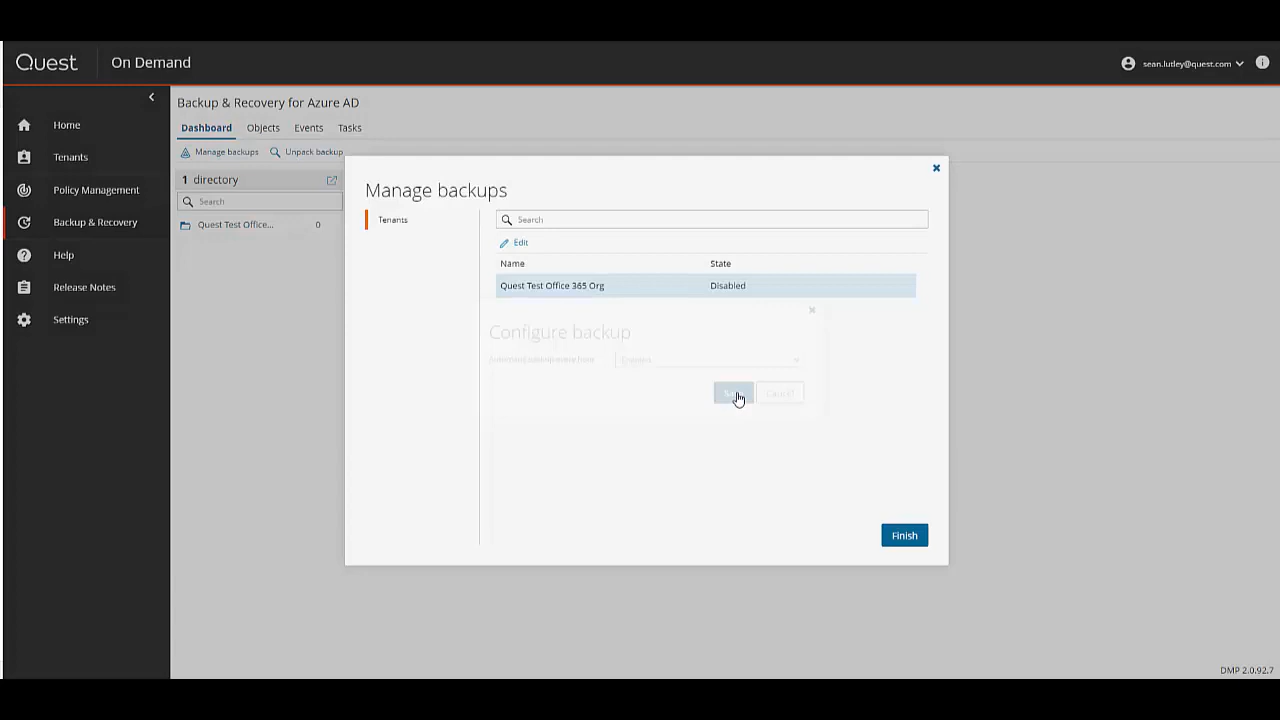 Quest
On Demand
sean.lutley@quest.com
Home
Tenants
Policy Management
Backup & Recovery
Help
Release Notes
Settings
Backup & Recovery for Azure AD
Dashboard Objects Events Tasks
Manage backups Unpack backup
1 directory
Search
Quest Test Office... 0
Manage backups
Tenants
Search
Edit
Name State
Quest Test Office 365 Org Disabled
Configure backup
Cancel
Finish
DMP 2.0.92.7